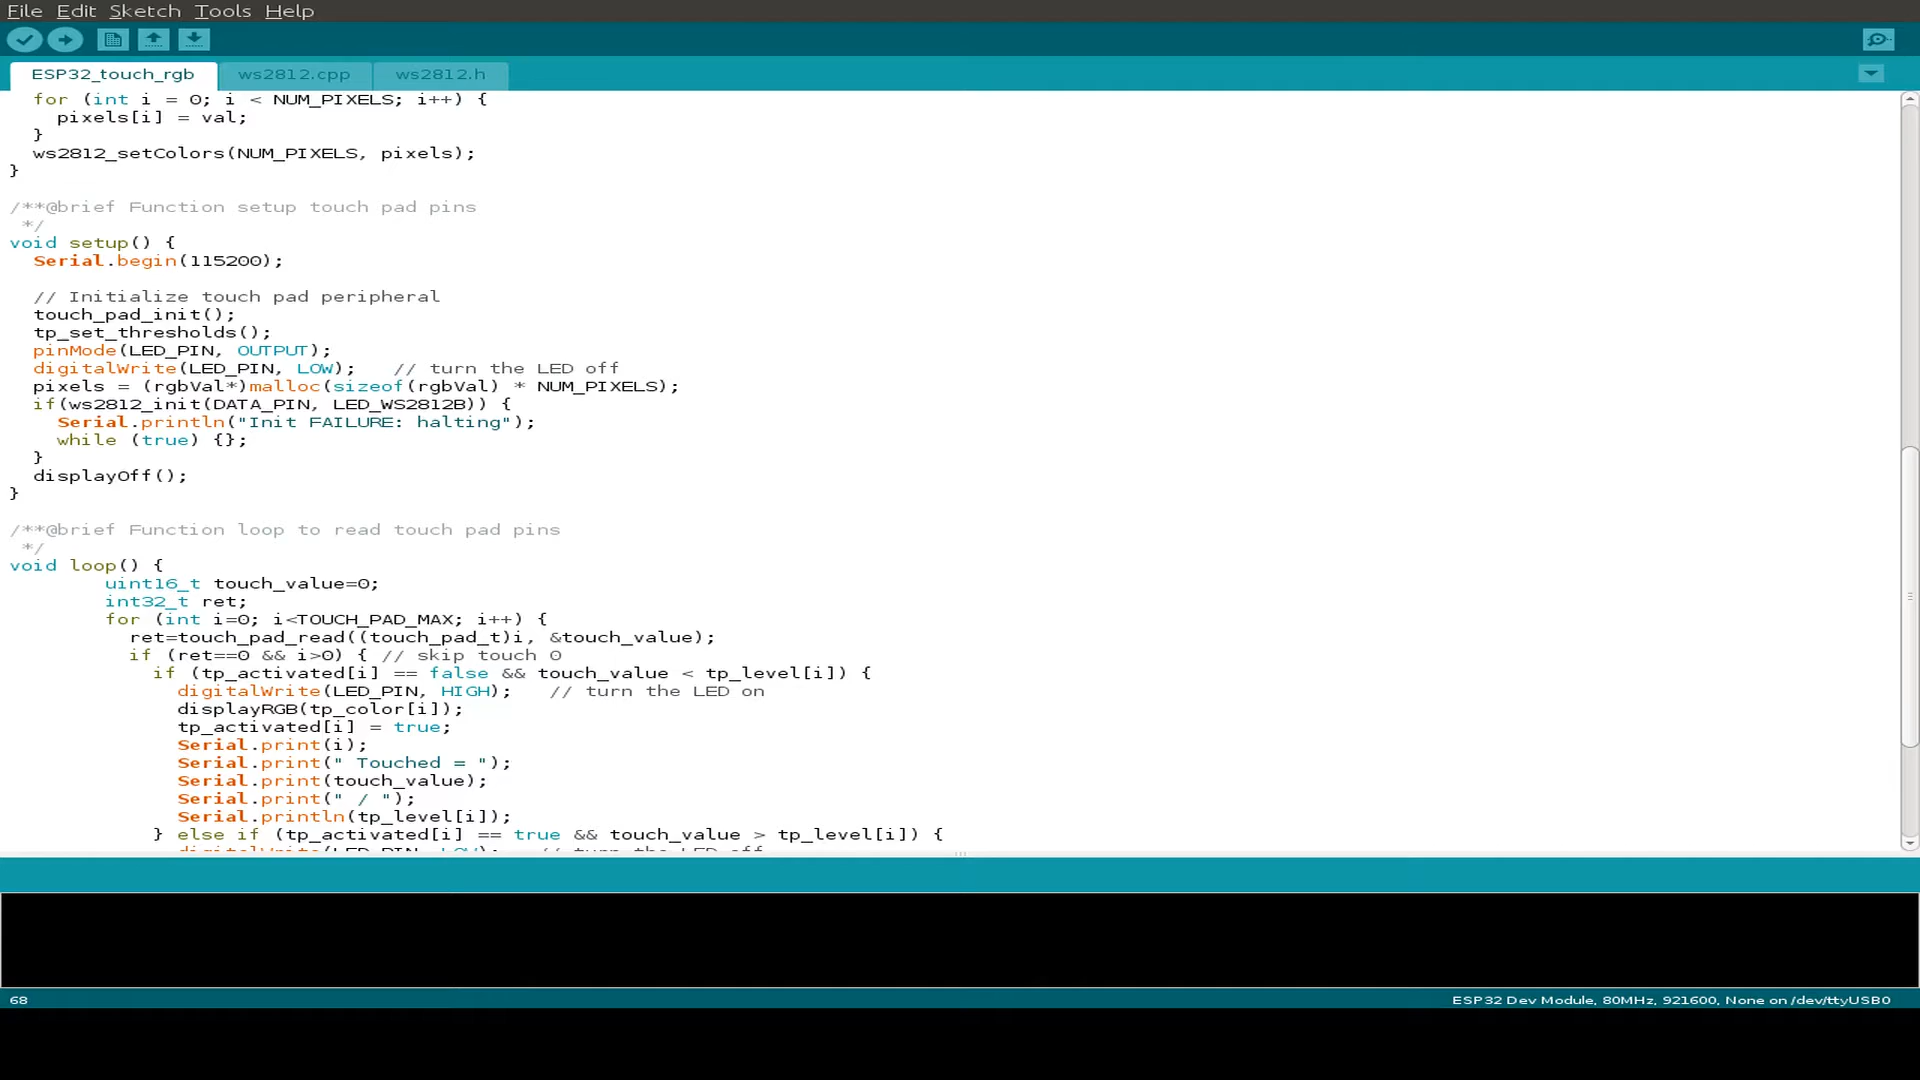 File Edit Sketch Tools Help
ESP32_touch_rgb ws2812.cpp ws2812.h
for (int i = 0; i < NUM_PIXELS; i++) {
pixels[i] = val;
}
ws2812_setColors(NUM_PIXELS, pixels);
}
/**@brief Function setup touch pad pins
*/
void setup() {
Serial.begin(115200);
// Initialize touch pad peripheral
touch_pad_init();
tp_set_thresholds();
pinMode(LED_PIN, OUTPUT);
digitalWrite(LED_PIN, LOW);   // turn the LED off
pixels = (rgbVal*)malloc(sizeof(rgbVal) * NUM_PIXELS);
if(ws2812_init(DATA_PIN, LED_WS2812B)) {
Serial.println("Init FAILURE: halting");
while (true) {};
}
displayOff();
}
/**@brief Function loop to read touch pad pins
*/
void loop() {
uint16_t touch_value=0;
int32_t ret;
for (int i=0; i<TOUCH_PAD_MAX; i++) {
ret=touch_pad_read((touch_pad_t)i, &touch_value);
if (ret==0 && i>0) { // skip touch 0
if (tp_activated[i] == false && touch_value < tp_level[i]) {
digitalWrite(LED_PIN, HIGH);   // turn the LED on
displayRGB(tp_color[i]);
tp_activated[i] = true;
Serial.print(i);
Serial.print(" Touched = ");
Serial.print(touch_value);
Serial.print(" / ");
Serial.println(tp_level[i]);
} else if (tp_activated[i] == true && touch_value > tp_level[i]) {
digitalWrite(LED_PIN, LOW);   // turn the LED off
68
ESP32 Dev Module, 80MHz, 921600, None on /dev/ttyUSB0